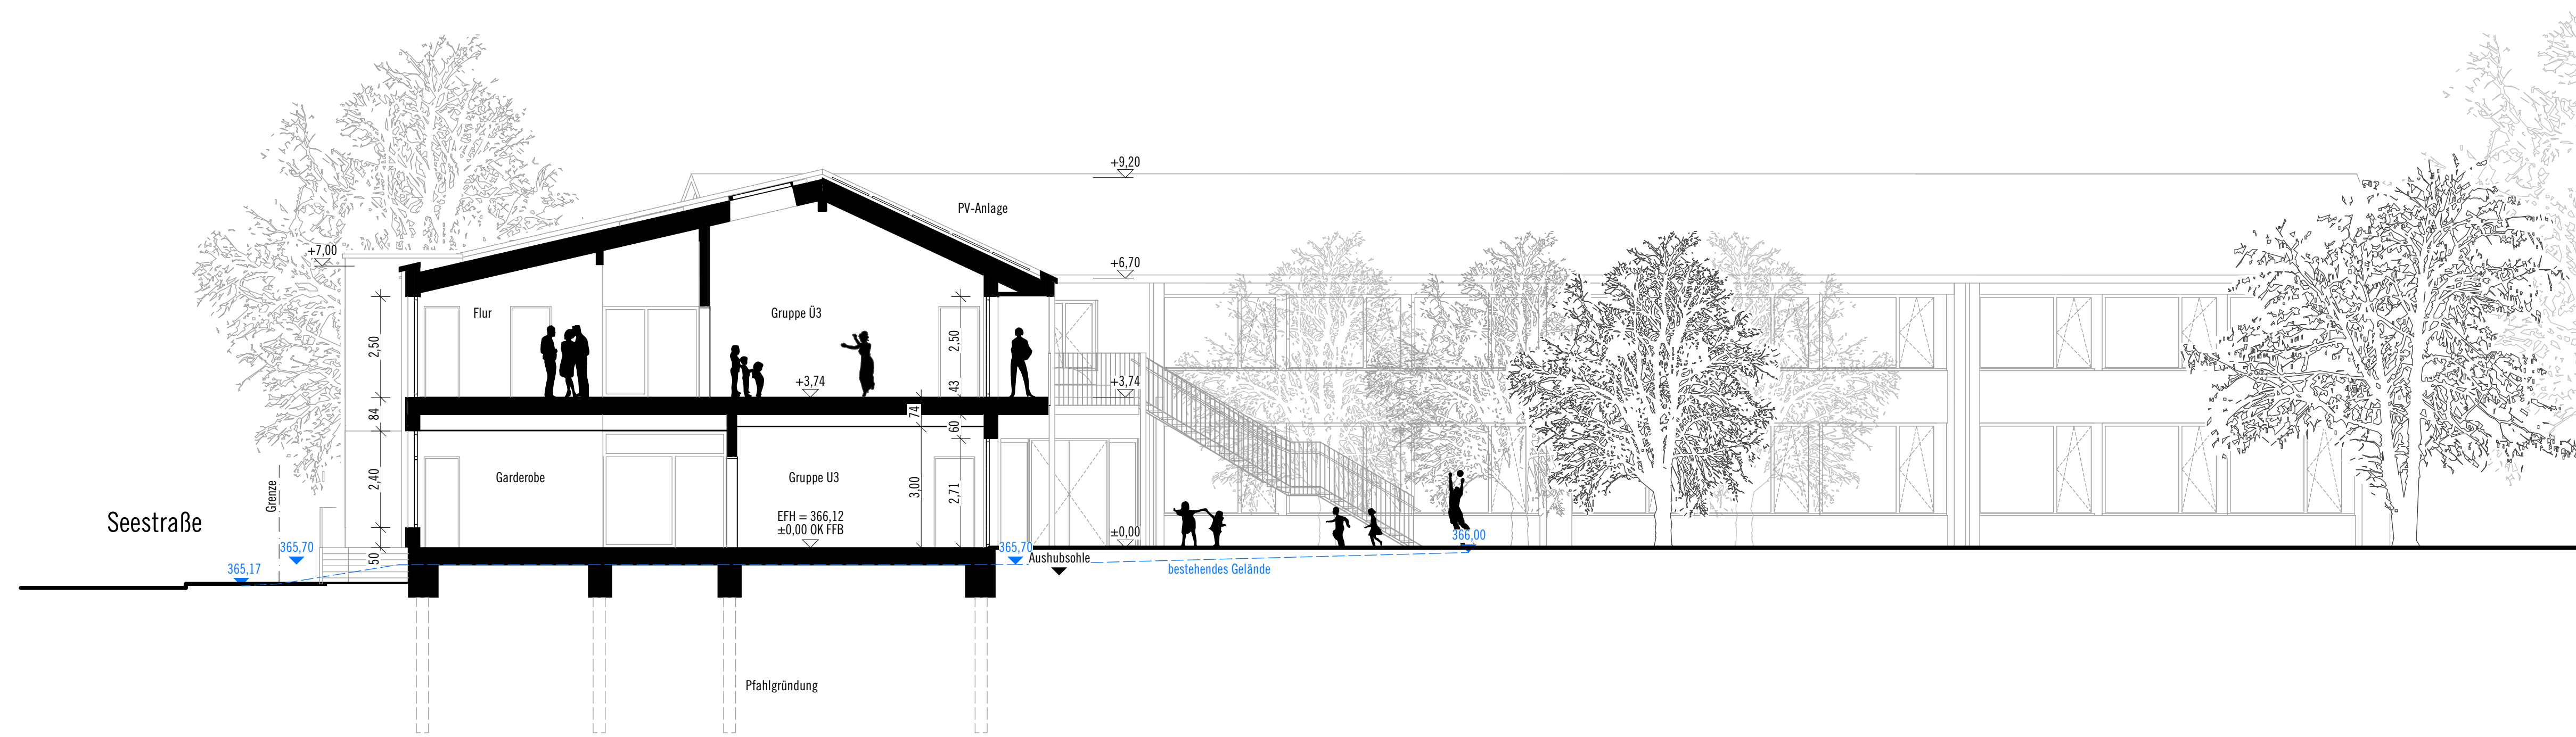 +9,20
PV-Anlage
+7,00
+6,70
Flur
Gruppe Ü3
2,50
2,50
+3,74
+3,74
43
84
74
60
Garderobe
Gruppe U3
2,40
3,00
2,71
Grenze
Seestraße
EFH = 366,12
±0,00 OK FFB
±0,00
366,00
365,70
365,70
50
Aushubsohle
365,17
bestehendes Gelände
Pfahlgründung